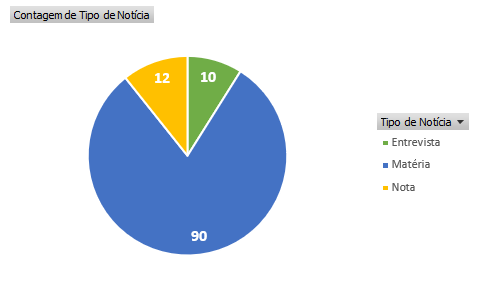 Contagem de Tipo de Notícia
12
10
90
Tipo de Notícia
Entrevista
Matéria
Nota